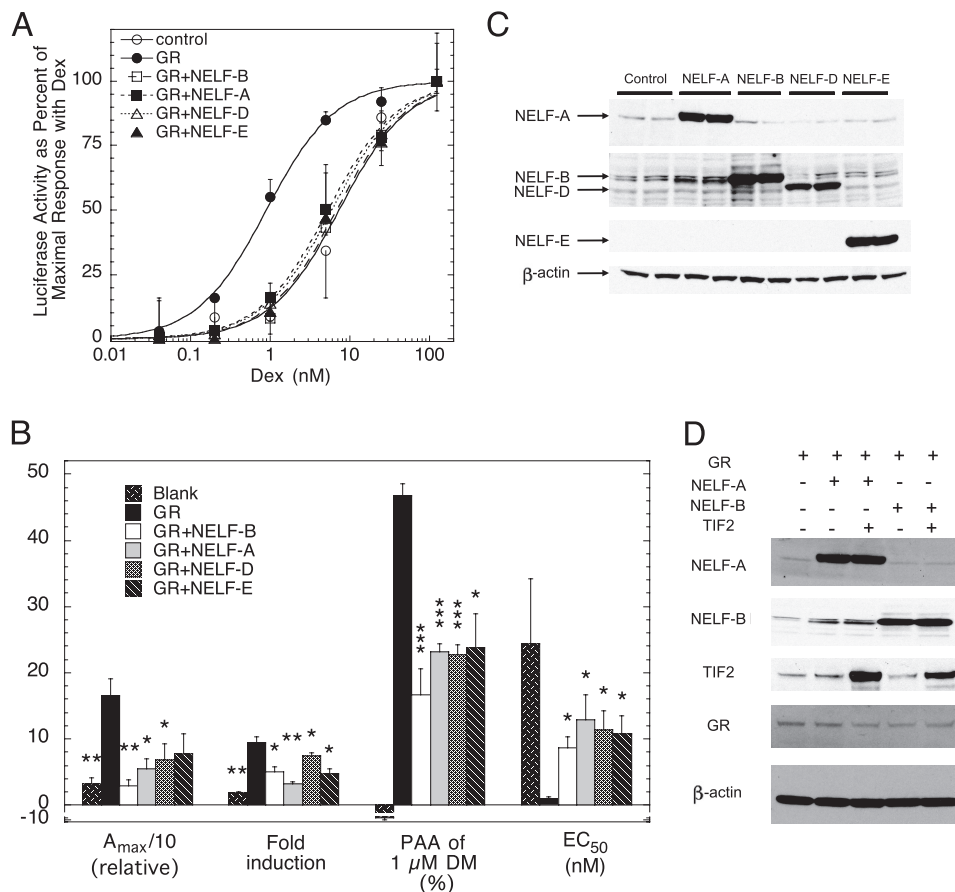 A
Luciferase Activity as Percent of
Maximal Response with Dex
100
75
50
25
0
0.01
0.1
1
10
100
Dex (nM)
control
GR
GR+NELF-B
GR+NELF-A
GR+NELF-D
GR+NELF-E
C
Control
NELF-A
NELF-B
NELF-D
NELF-E
NELF-A
NELF-B
NELF-D
NELF-E
β-actin
B
50
40
30
20
10
0
-10
Blank
GR
GR+NELF-B
GR+NELF-A
GR+NELF-D
GR+NELF-E
** ** * *
** * ** * *
*** *** *** *
* * * *
Amax/10
(relative)
Fold
induction
PAA of
1 µM DM
(%)
EC50
(nM)
D
GR + + + + +
NELF-A - + + - -
NELF-B - - - + +
TIF2 - - + - +
NELF-A
NELF-B
TIF2
GR
β-actin